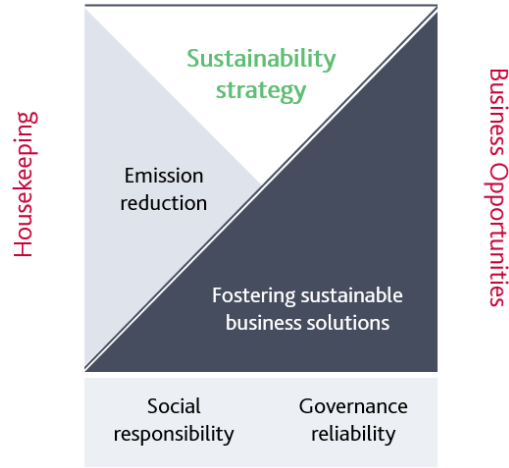 Sustainability
strategy
Housekeeping
Emission
reduction
Business Opportunities
Fostering sustainable
business solutions
Social
responsibility
Governance
reliability